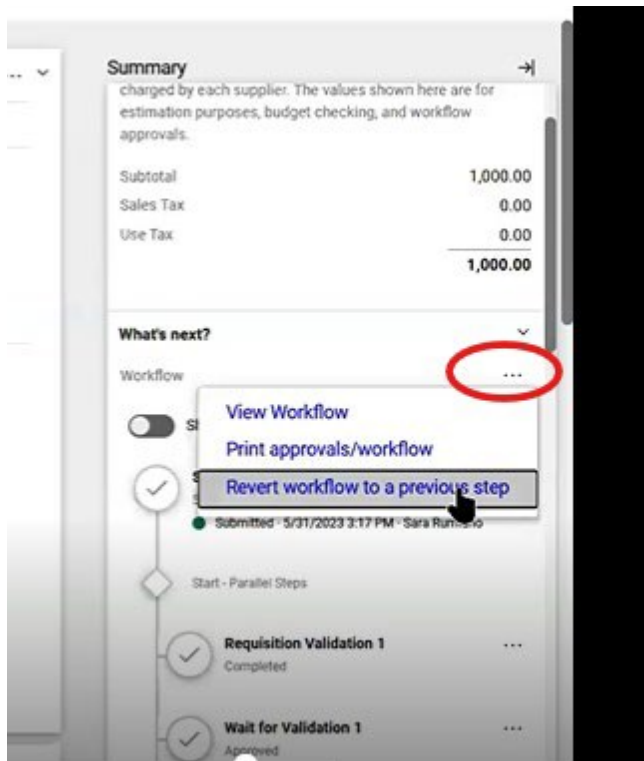 ...
Summary
charged by each supplier. The values shown here are for
estimation purposes, budget checking, and workflow
approvals.
Subtotal 1,000.00
Sales Tax 0.00
Use Tax 0.00
1,000.00
What's next?
Workflow ...
View Workflow
Print approvals/workflow
Revert workflow to a previous step
Submitted - 5/31/2023 3:17 PM - Sara
Start - Parallel Steps
Requisition Validation 1 ...
Completed
Wait for Validation 1 ...
Approved